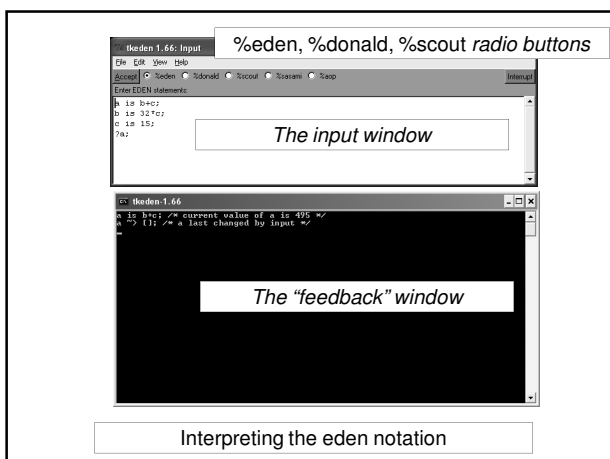 tkeden 1.66: Input
%eden, %donald, %scout radio buttons
File Edit View Help
Accept %eden %donald %scout %sasami %aop Interrupt
Enter EDEN statements:
a is b+c;
b is 32*c;
c is 15;
?a;
The input window
tkeden-1.66
a is b+c; /* current value of a is 495 */
a ~> []; /* a last changed by input */
The “feedback” window
Interpreting the eden notation